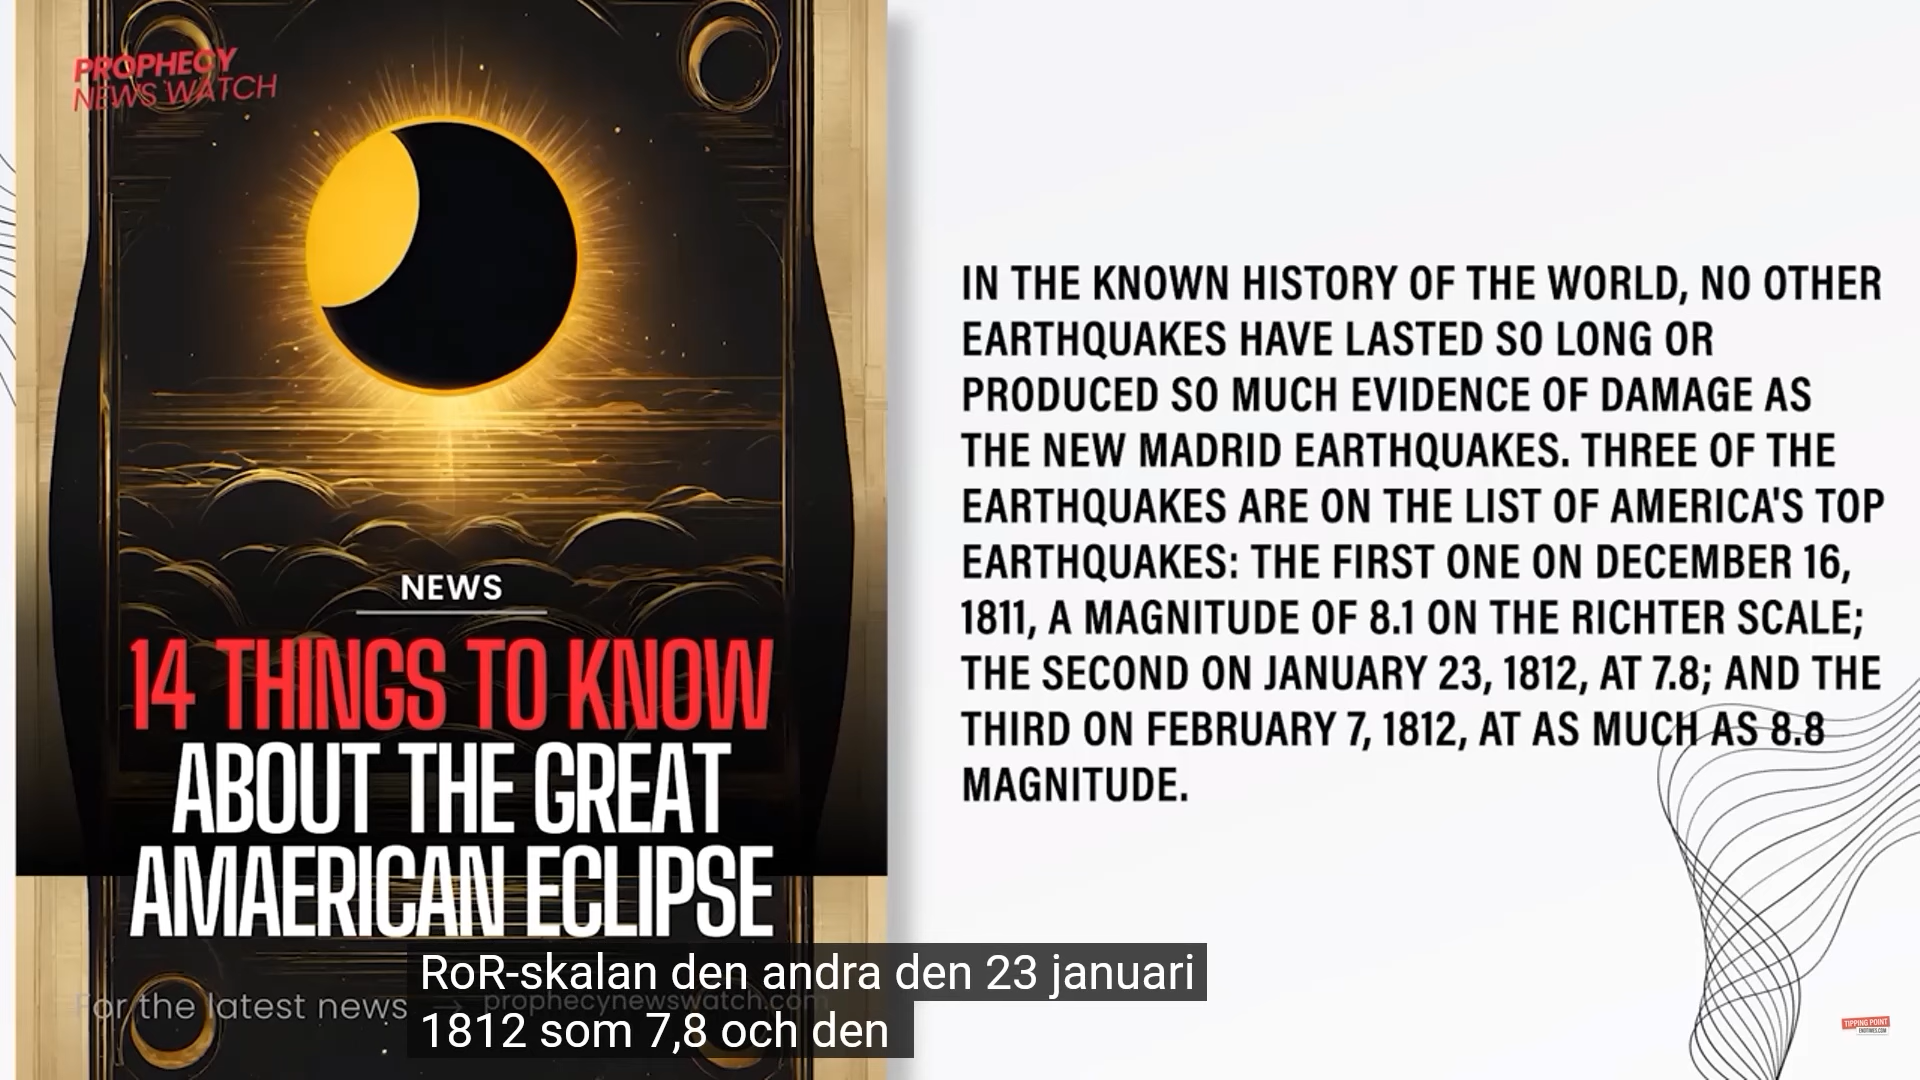 PROPHECY
NEWS WATCH
NEWS
14 THINGS TO KNOW
ABOUT THE GREAT
AMAERICAN ECLIPSE
For the latest news → prophecynewswatch.com
IN THE KNOWN HISTORY OF THE WORLD, NO OTHER
EARTHQUAKES HAVE LASTED SO LONG OR
PRODUCED SO MUCH EVIDENCE OF DAMAGE AS
THE NEW MADRID EARTHQUAKES. THREE OF THE
EARTHQUAKES ARE ON THE LIST OF AMERICA'S TOP
EARTHQUAKES: THE FIRST ONE ON DECEMBER 16,
1811, A MAGNITUDE OF 8.1 ON THE RICHTER SCALE;
THE SECOND ON JANUARY 23, 1812, AT 7.8; AND THE
THIRD ON FEBRUARY 7, 1812, AT AS MUCH AS 8.8
MAGNITUDE.
RoR-skalan den andra den 23 januari
1812 som 7,8 och den
TIPPING POINT
ENDTIMES.COM